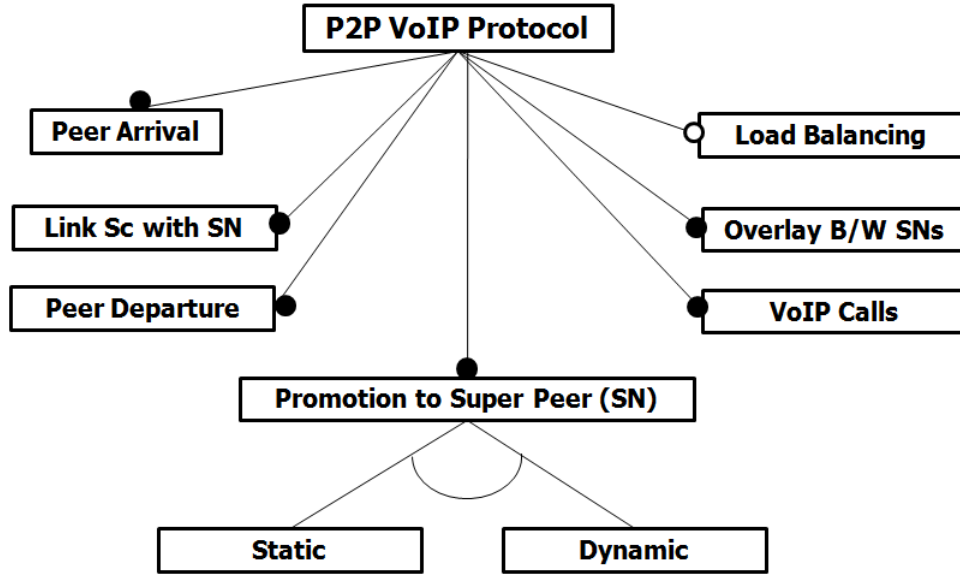 P2P VoIP Protocol
Peer Arrival
Load Balancing
Link Sc with SN
Overlay B/W SNs
Peer Departure
VoIP Calls
Promotion to Super Peer (SN)
Static
Dynamic